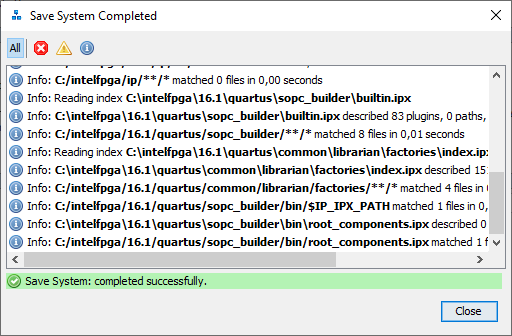 Save System Completed
All
Info: C:/intelfpga/ip/**/* matched 0 files in 0,00 seconds
Info: Reading index C:\intelfpga\16.1\quartus\sopc_builder\builtin.ipx
Info: C:\intelfpga\16.1\quartus\sopc_builder\builtin.ipx described 83 plugins, 0 paths,
Info: C:/intelfpga/16.1/quartus/sopc_builder/**/* matched 8 files in 0,01 seconds
Info: Reading index C:\intelfpga\16.1\quartus\common\librarian\factories\index.ipx
Info: C:\intelfpga\16.1\quartus\common\librarian\factories\index.ipx described 15
Info: C:/intelfpga/16.1/quartus/common/librarian/factories/**/* matched 4 files in
Info: C:/intelfpga/16.1/quartus/sopc_builder/bin/$IP_IPX_PATH matched 1 files in 0,
Info: C:\intelfpga\16.1\quartus\sopc_builder\bin\root_components.ipx described 0
Info: C:/intelfpga/16.1/quartus/sopc_builder/bin/root_components.ipx matched 1
Save System: completed successfully.
Close